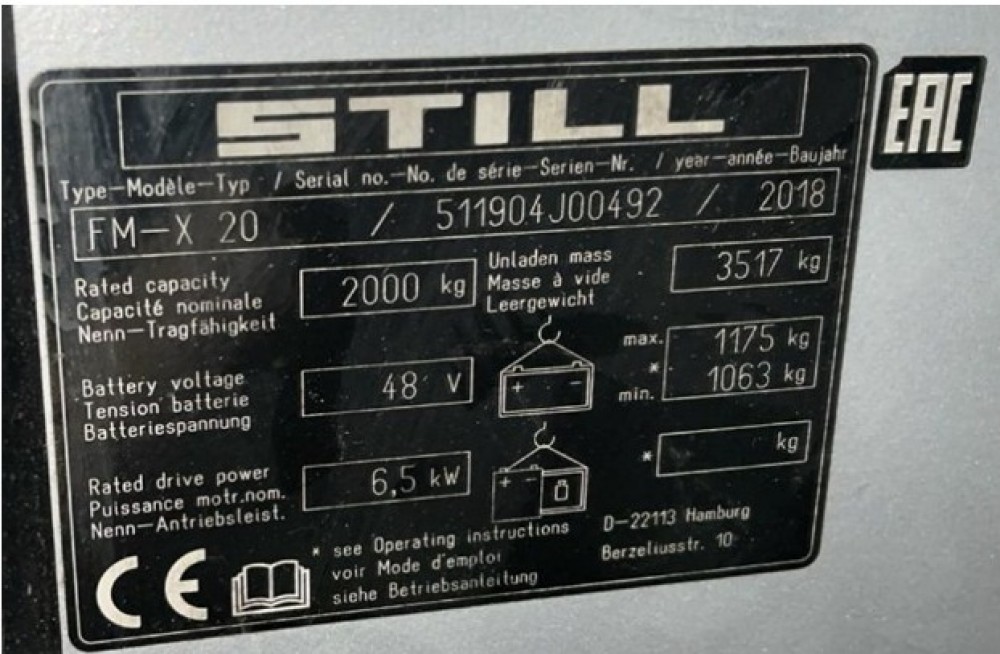 STILL
EAC
Type–Modèle–Typ / Serial no.–No. de série–Serien–Nr. / year–année–Baujahr
FM–X 20 / 511904J00492 / 2018
Rated capacity
Capacité nominale
Nenn–Tragfähigkeit
2000 kg
Unladen mass
Masse à vide
Leergewicht
3517 kg
Battery voltage
Tension batterie
Batteriespannung
48 V
+ –
max. 1175 kg
*
min. 1063 kg
Rated drive power
Puissance motr.nom.
Nenn–Antriebsleist.
6,5 kW
+ –
* kg
CE
* see Operating instructions
voir Mode d'emploi
siehe Betriebsanleitung
D–22113 Hamburg
Berzeliusstr. 10